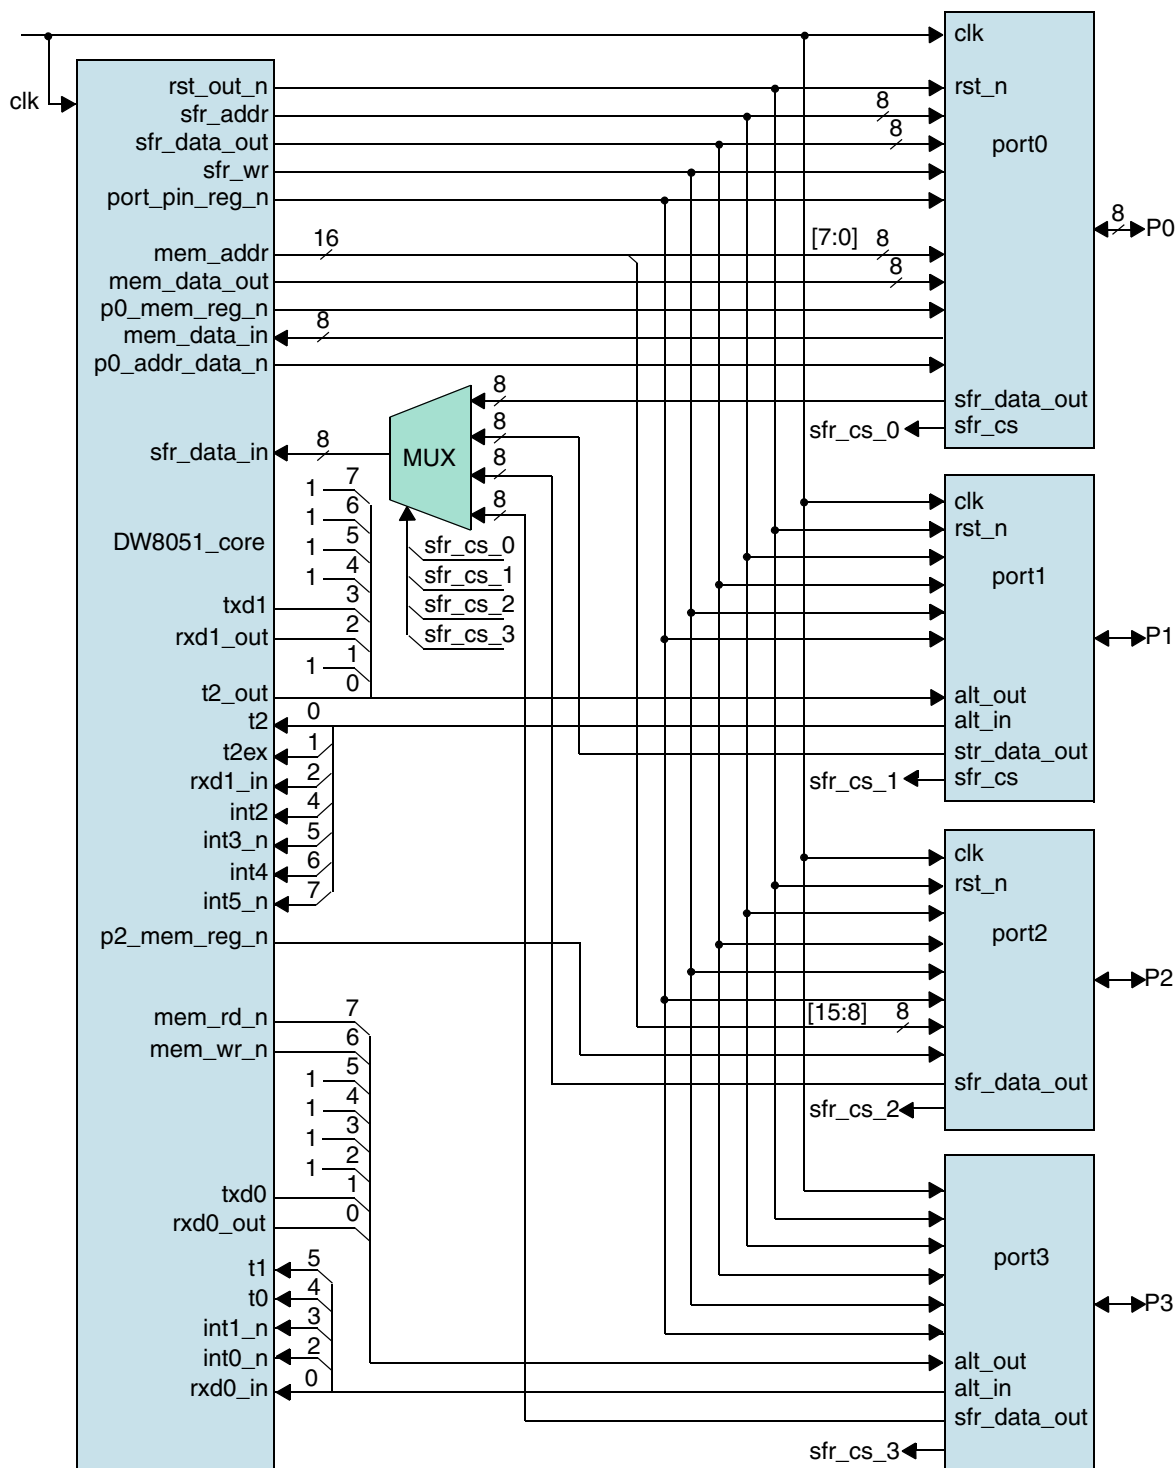 clk
clk
rst_out_n
rst_n
sfr_addr
8
sfr_data_out
8
port0
sfr_wr
port_pin_reg_n
8
P0
mem_addr
16
[7:0]
8
mem_data_out
8
p0_mem_reg_n
mem_data_in
8
p0_addr_data_n
8
sfr_data_out
sfr_cs_0
sfr_cs
8
sfr_data_in
8
MUX
8
8
1
7
1
6
DW8051_core
1
5
1
4
sfr_cs_0
sfr_cs_1
sfr_cs_2
sfr_cs_3
clk
rst_n
port1
P1
txd1
3
rxd1_out
2
1
1
t2_out
0
alt_out
t2
0
alt_in
t2ex
1
str_data_out
rxd1_in
2
sfr_cs_1
sfr_cs
int2
4
int3_n
5
int4
6
int5_n
7
clk
rst_n
p2_mem_reg_n
port2
P2
mem_rd_n
7
[15:8]
8
mem_wr_n
6
1
5
sfr_data_out
1
4
sfr_cs_2
1
3
1
2
txd0
1
rxd0_out
0
t1
5
port3
t0
4
P3
int1_n
3
int0_n
2
alt_out
rxd0_in
0
alt_in
sfr_data_out
sfr_cs_3